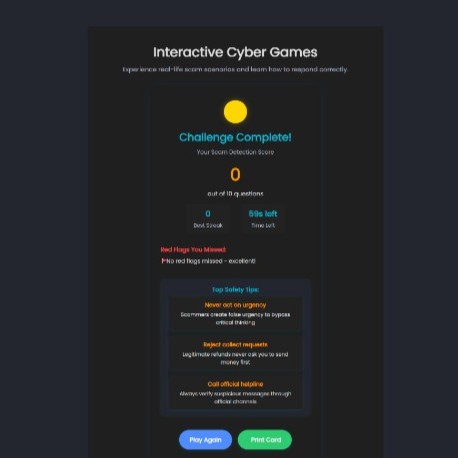 Interactive Cyber Games
Experience real-life scam scenarios and learn how to respond correctly.
Challenge Complete!
Your Scam Detection Score
0
out of 10 questions
0
59s left
Best Streak
Time Left
Red Flags You Missed
No red flags missed – excellent!
Top Safety Tips:
Never act on urgency
Scammers create false urgency to bypass
critical thinking
Reject collect requests
Legitimate refunds never ask you to send
money first
Call official helpline
Always verify suspicious messages through
official channels
Play Again
Print Card